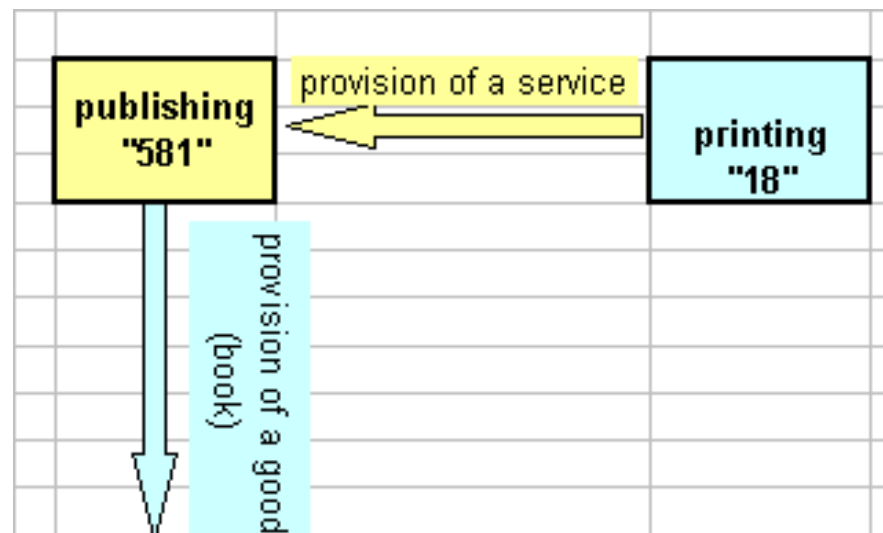 publishing
"581"
provision of a service
printing
"18"
provision of a good
(book)